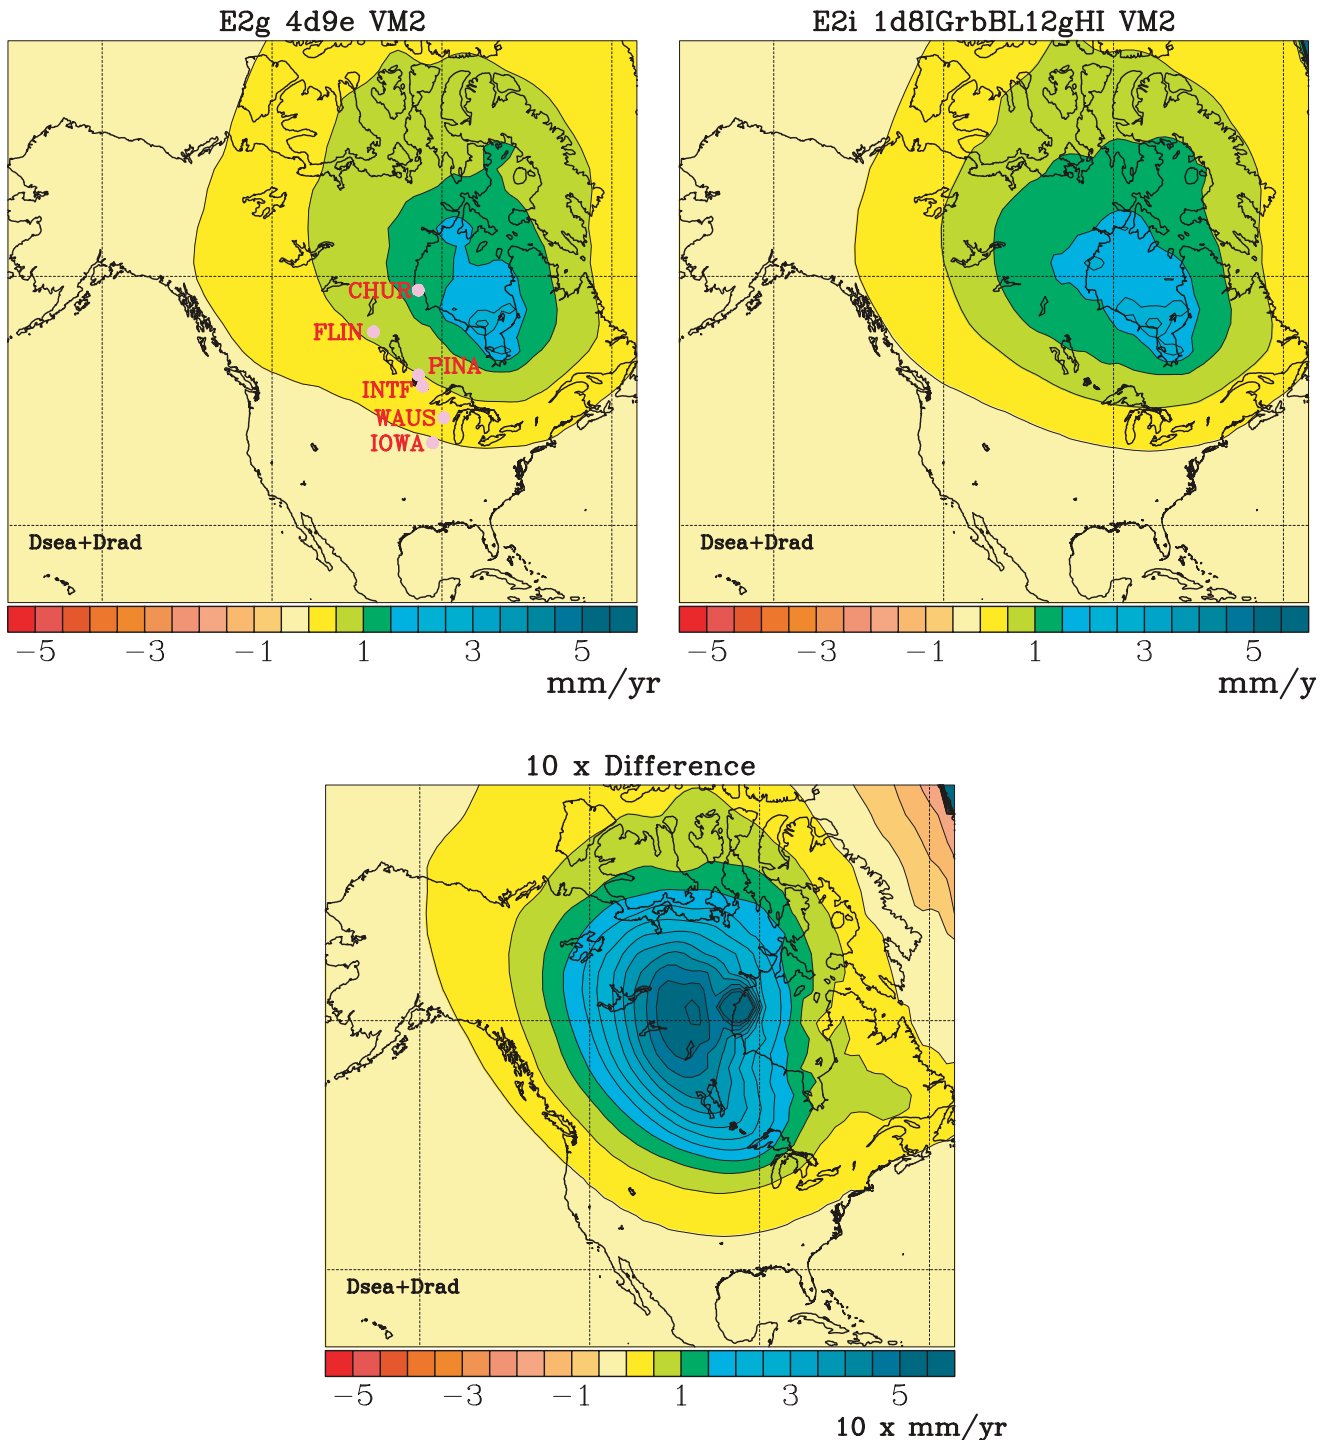 E2g 4d9e VM2
E2i 1d8IGrbBL12gHI VM2
CHUR
FLIN
PINA
INTF
WAUS
IOWA
Dsea+Drad
Dsea+Drad
−5 −3 −1 1 3 5
−5 −3 −1 1 3 5
mm/yr
mm/y
10 x Difference
Dsea+Drad
−5 −3 −1 1 3 5
10 x mm/yr